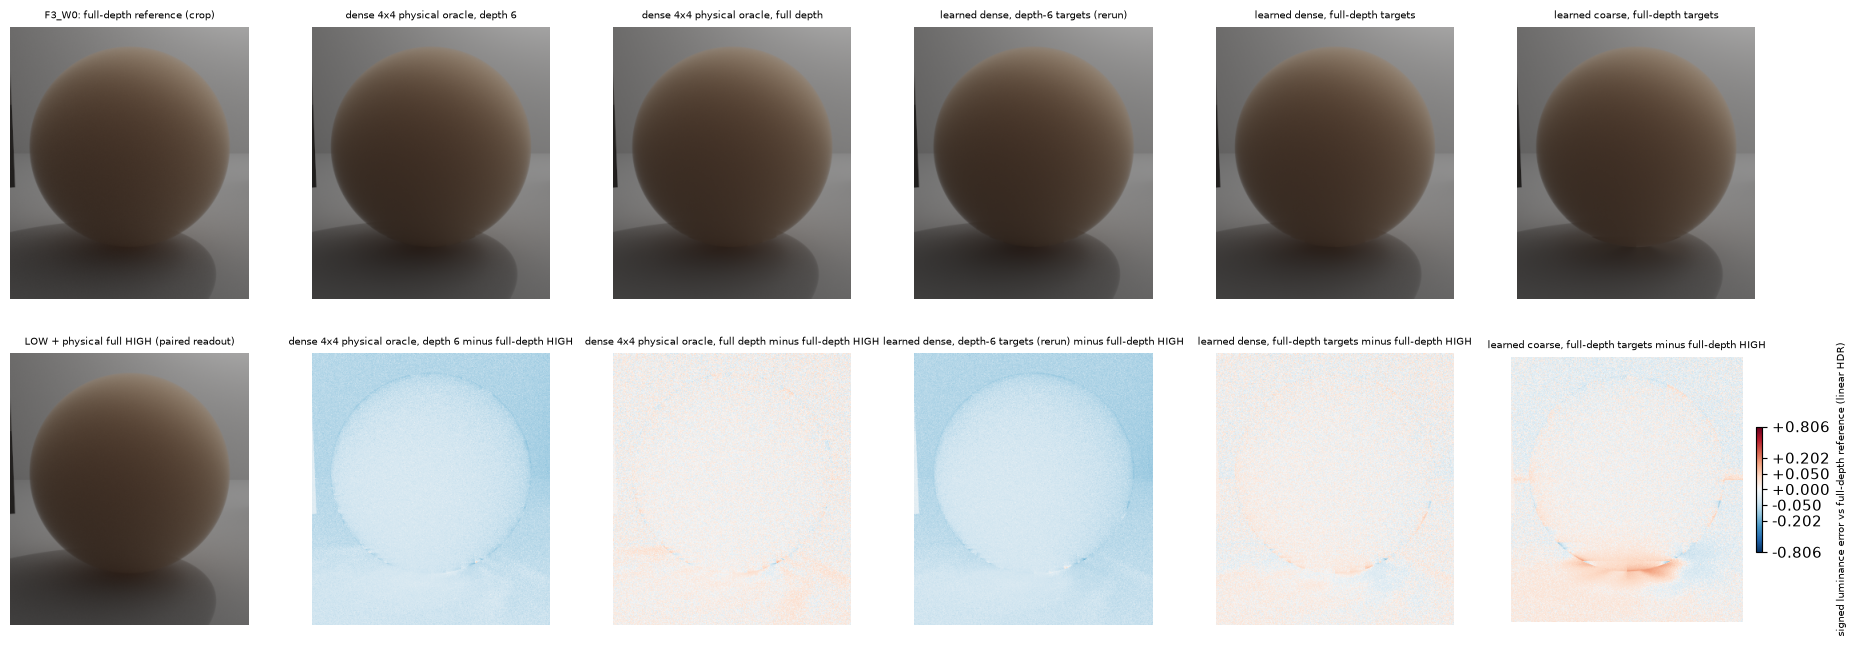 F3_W0: full-depth reference (crop)
dense 4x4 physical oracle, depth 6
dense 4x4 physical oracle, full depth
learned dense, depth-6 targets (rerun)
learned dense, full-depth targets
learned coarse, full-depth targets
LOW + physical full HIGH (paired readout)
dense 4x4 physical oracle, depth 6 minus full-depth HIGH
dense 4x4 physical oracle, full depth minus full-depth HIGH
learned dense, depth-6 targets (rerun) minus full-depth HIGH
learned dense, full-depth targets minus full-depth HIGH
learned coarse, full-depth targets minus full-depth HIGH
+0.806
+0.202
+0.050
+0.000
-0.050
-0.202
-0.806
signed luminance error vs full-depth reference (linear HDR)